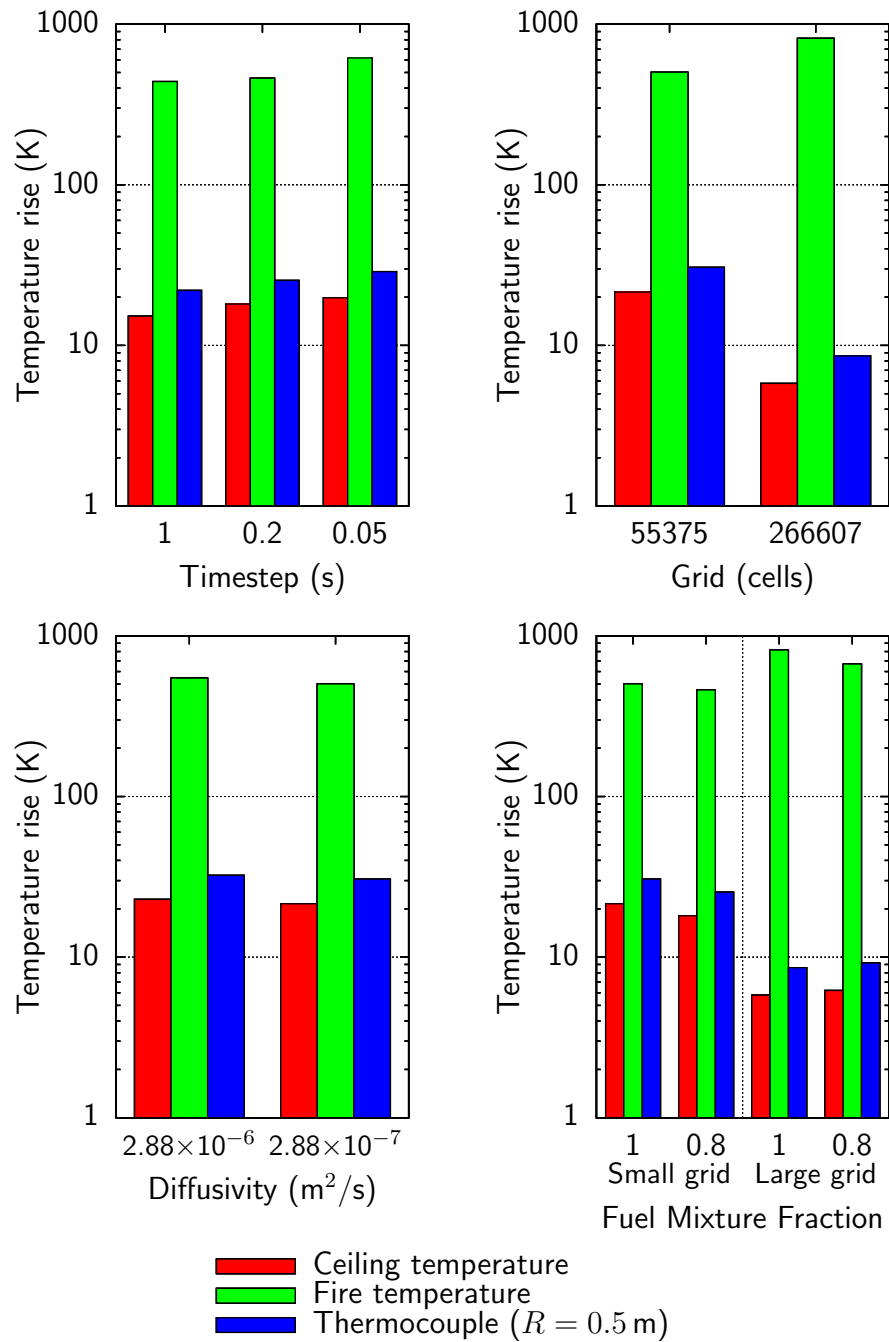 1000
100
10
1
Temperature rise (K)
1 0.2 0.05
Timestep (s)
1000
100
10
1
Temperature rise (K)
55375 266607
Grid (cells)
1000
100
10
1
Temperature rise (K)
2.88×10⁻⁶ 2.88×10⁻⁷
Diffusivity (m²/s)
1000
100
10
1
Temperature rise (K)
1 0.8 1 0.8
Small grid Large grid
Fuel Mixture Fraction
Ceiling temperature
Fire temperature
Thermocouple (R = 0.5 m)